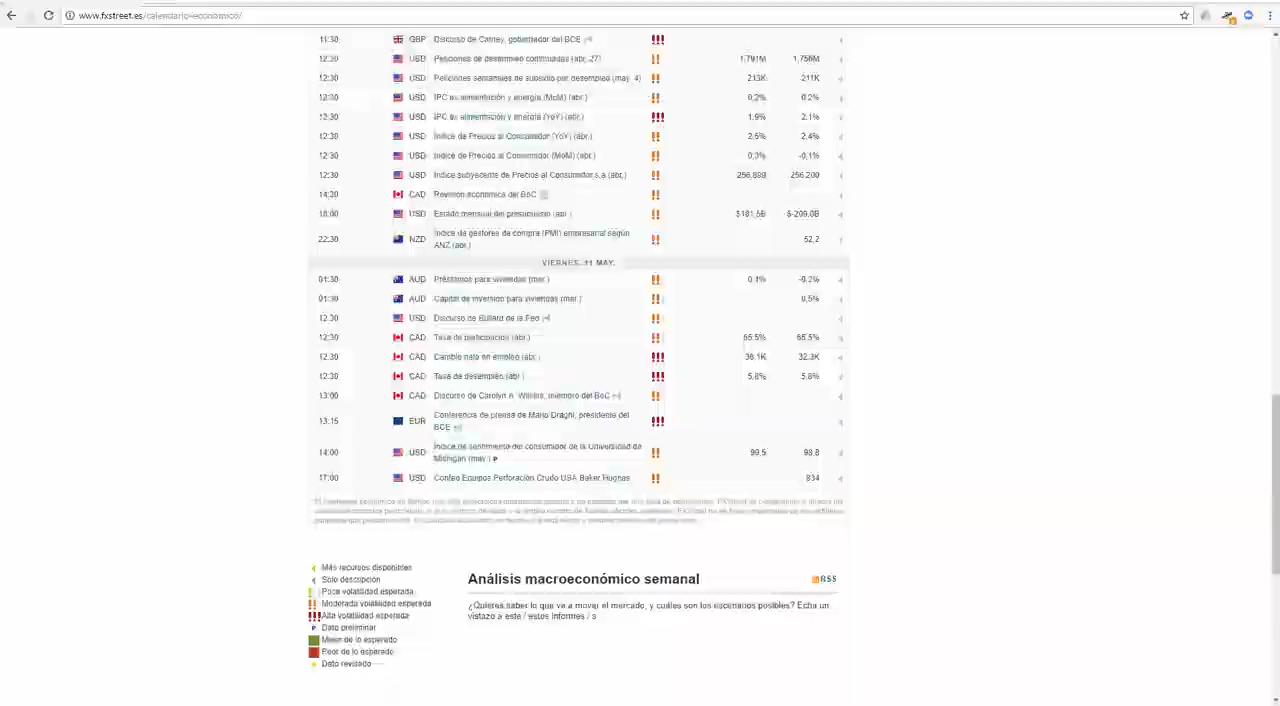 www.fxstreet.es/calendario-economico/
11:30 GBP Discurso de Carney, gobernador del BCE
12:30 USD Peticiones de desempleo continuadas (abr. 27) 1,791M 1,756M
12:30 USD Peticiones semanales de subsidio por desempleo (may. 4) 213K 211K
12:30 USD IPC ex alimentación y energía (MoM) (abr.) 0,2% 0,2%
12:30 USD IPC ex alimentación y energía (YoY) (abr.) 1,9% 2,1%
12:30 USD Índice de Precios al Consumidor (YoY) (abr.) 2,5% 2,4%
12:30 USD Índice de Precios al Consumidor (MoM) (abr.) 0,3% -0,1%
12:30 USD Índice subyacente de Precios al Consumidor s.a (abr.) 256,889 256,200
14:30 CAD Revisión económica del BoC
18:00 USD Estado mensual del presupuesto (abr.) $-209,0B
22:30 NZD Índice de gestores de compra (PMI) empresarial según
ANZ (abr.) 52,2
VIERNES, 11 MAY.
01:30 AUD Préstamos para viviendas (mar.) -0,2%
01:30 AUD Capital de inversión para viviendas (mar.) 0,5%
12:30 USD Discurso de Bullard de la Fed
12:30 CAD Tasa de participación (abr.) 65.5% 65.5%
12:30 CAD Cambio neto en empleo (abr.) 32,3K
12:30 CAD Tasa de desempleo (abr.) 5,8% 5,8%
13:00 CAD Discurso de Carolyn A. Wilkins, miembro del BoC
13:15 EUR Conferencia de prensa de Mario Draghi, presidente del
BCE
14:00 USD Índice de sentimiento del consumidor de la Universidad de
Michigan (may.) P 98,8
17:00 USD Conteo Equipos Perforación Crudo USA Baker Hughes 834
Más recursos disponibles
Sólo descripción
Poca volatilidad esperada
Moderada volatilidad esperada
Alta volatilidad esperada
P Dato preliminar
Mejor de lo esperado
Peor de lo esperado
Dato revisado
Análisis macroeconómico semanal RSS
¿Quieres saber lo que va a mover el mercado, y cuáles son los escenarios posibles? Echa un
vistazo a este / estos informes / s